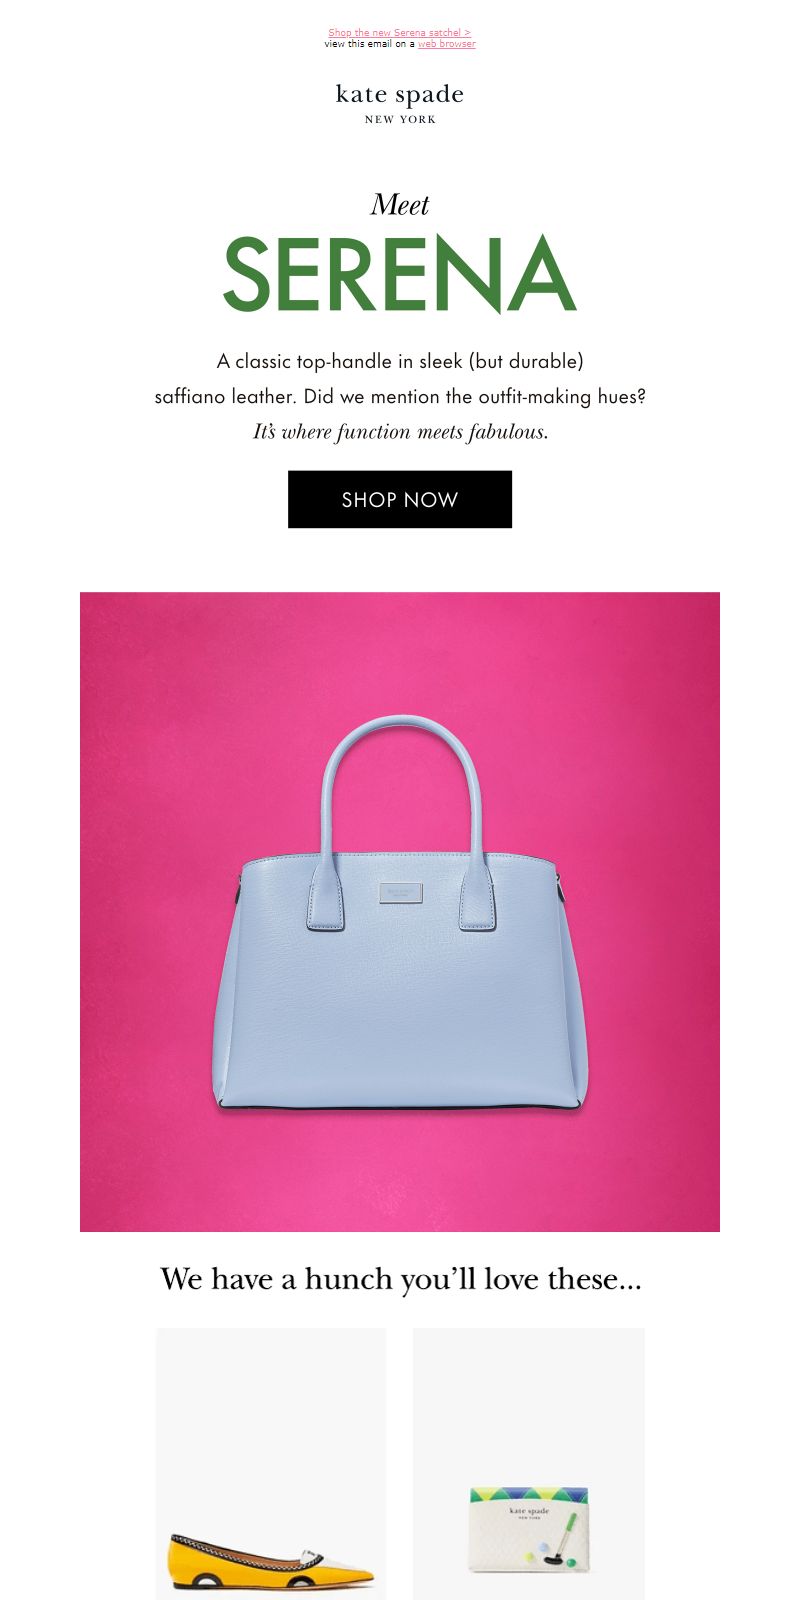 Shop the new Serena satchel >
view this email on a web browser
kate spade
NEW YORK
Meet
SERENA
A classic top-handle in sleek (but durable)
saffiano leather. Did we mention the outfit-making hues?
It's where function meets fabulous.
SHOP NOW
We have a hunch you'll love these...
kate spade
NEW YORK